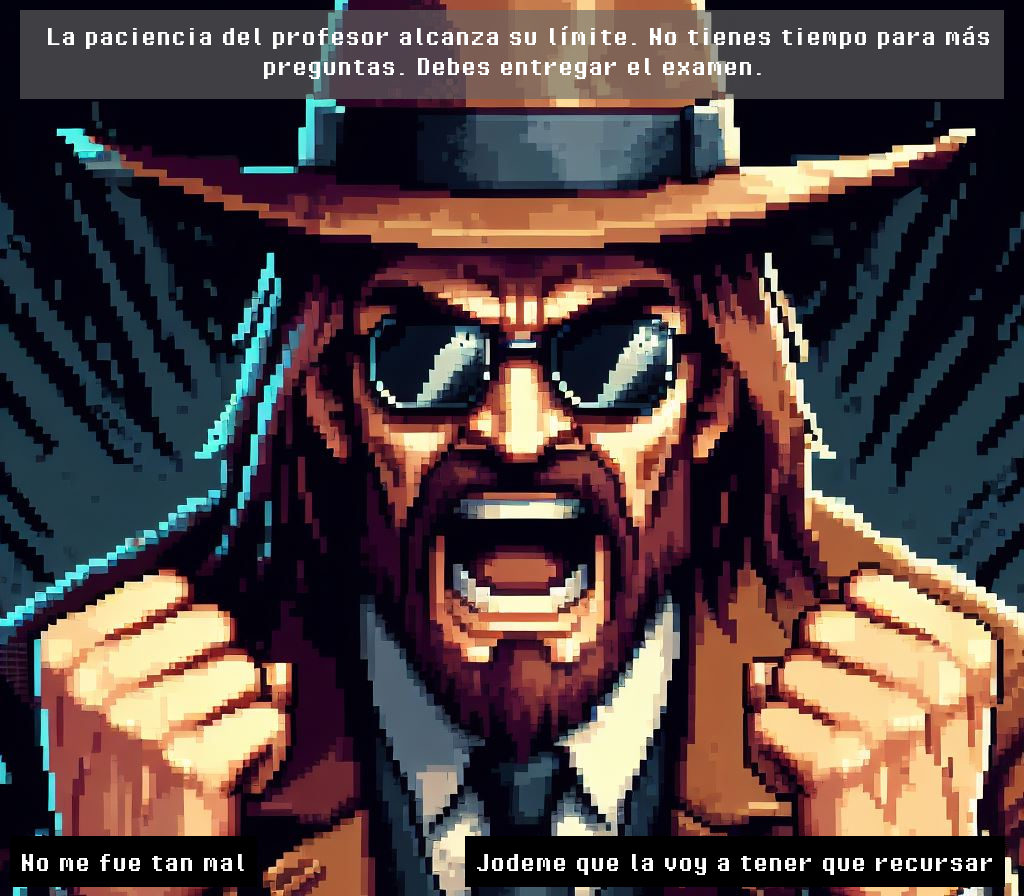 La paciencia del profesor alcanza su límite. No tienes tiempo para más
preguntas. Debes entregar el examen.
No me fue tan mal
Jodeme que la voy a tener que recursar